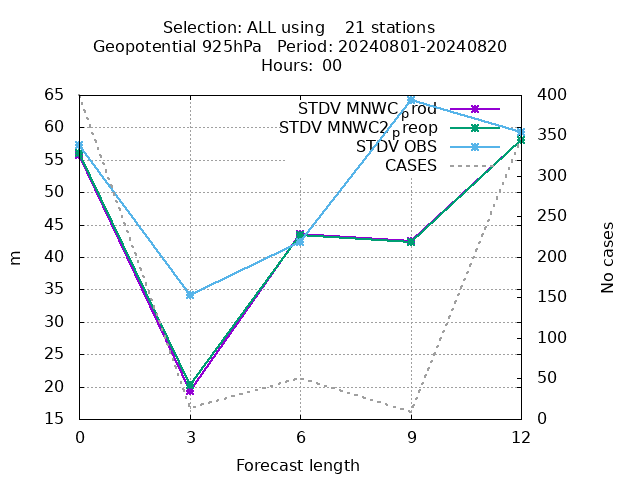 Selection: ALL using 21 stations
Geopotential 925hPa Period: 20240801-20240820
Hours: 00
STDV MNWC_prod
STDV MNWC2_preop
STDV OBS
CASES
65
60
55
50
45
40
35
30
25
20
15
m
400
350
300
250
200
150
100
50
0
No cases
0 3 6 9 12
Forecast length